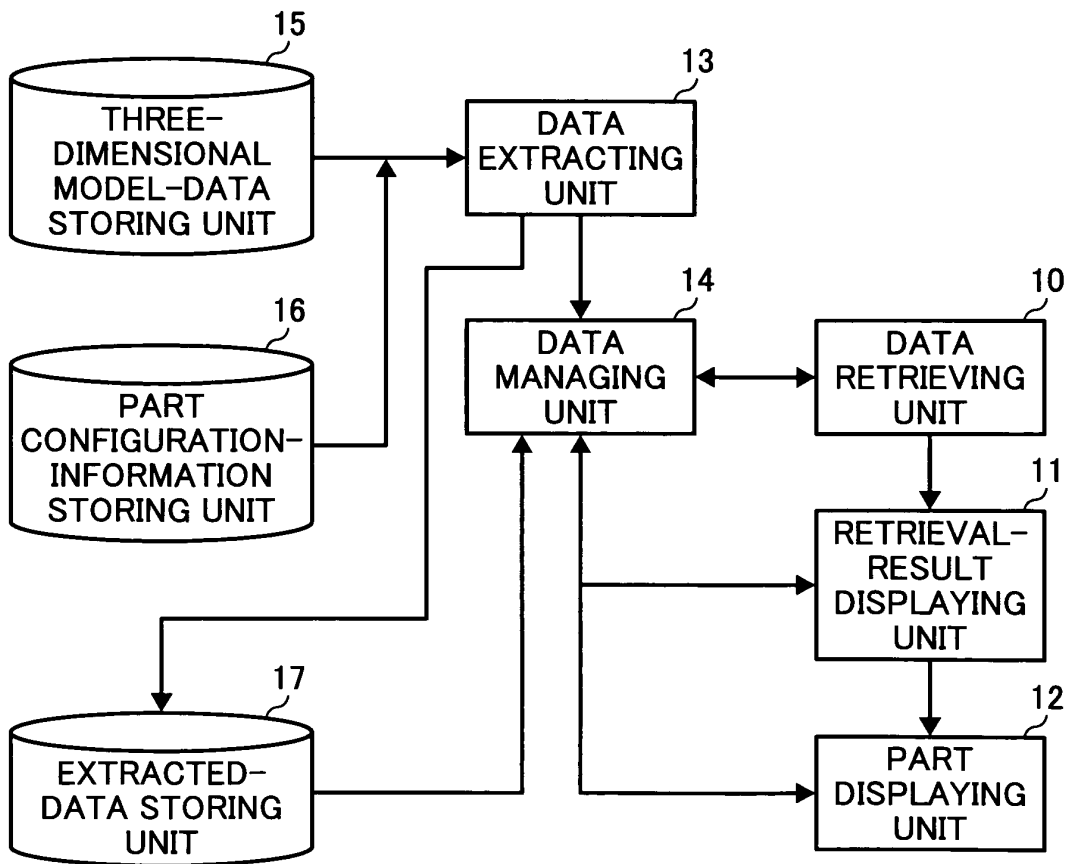 15
THREE-
DIMENSIONAL
MODEL-DATA
STORING UNIT
13
DATA
EXTRACTING
UNIT
16
PART
CONFIGURATION-
INFORMATION
STORING UNIT
14
DATA
MANAGING
UNIT
10
DATA
RETRIEVING
UNIT
11
RETRIEVAL-
RESULT
DISPLAYING
UNIT
17
EXTRACTED-
DATA STORING
UNIT
12
PART
DISPLAYING
UNIT